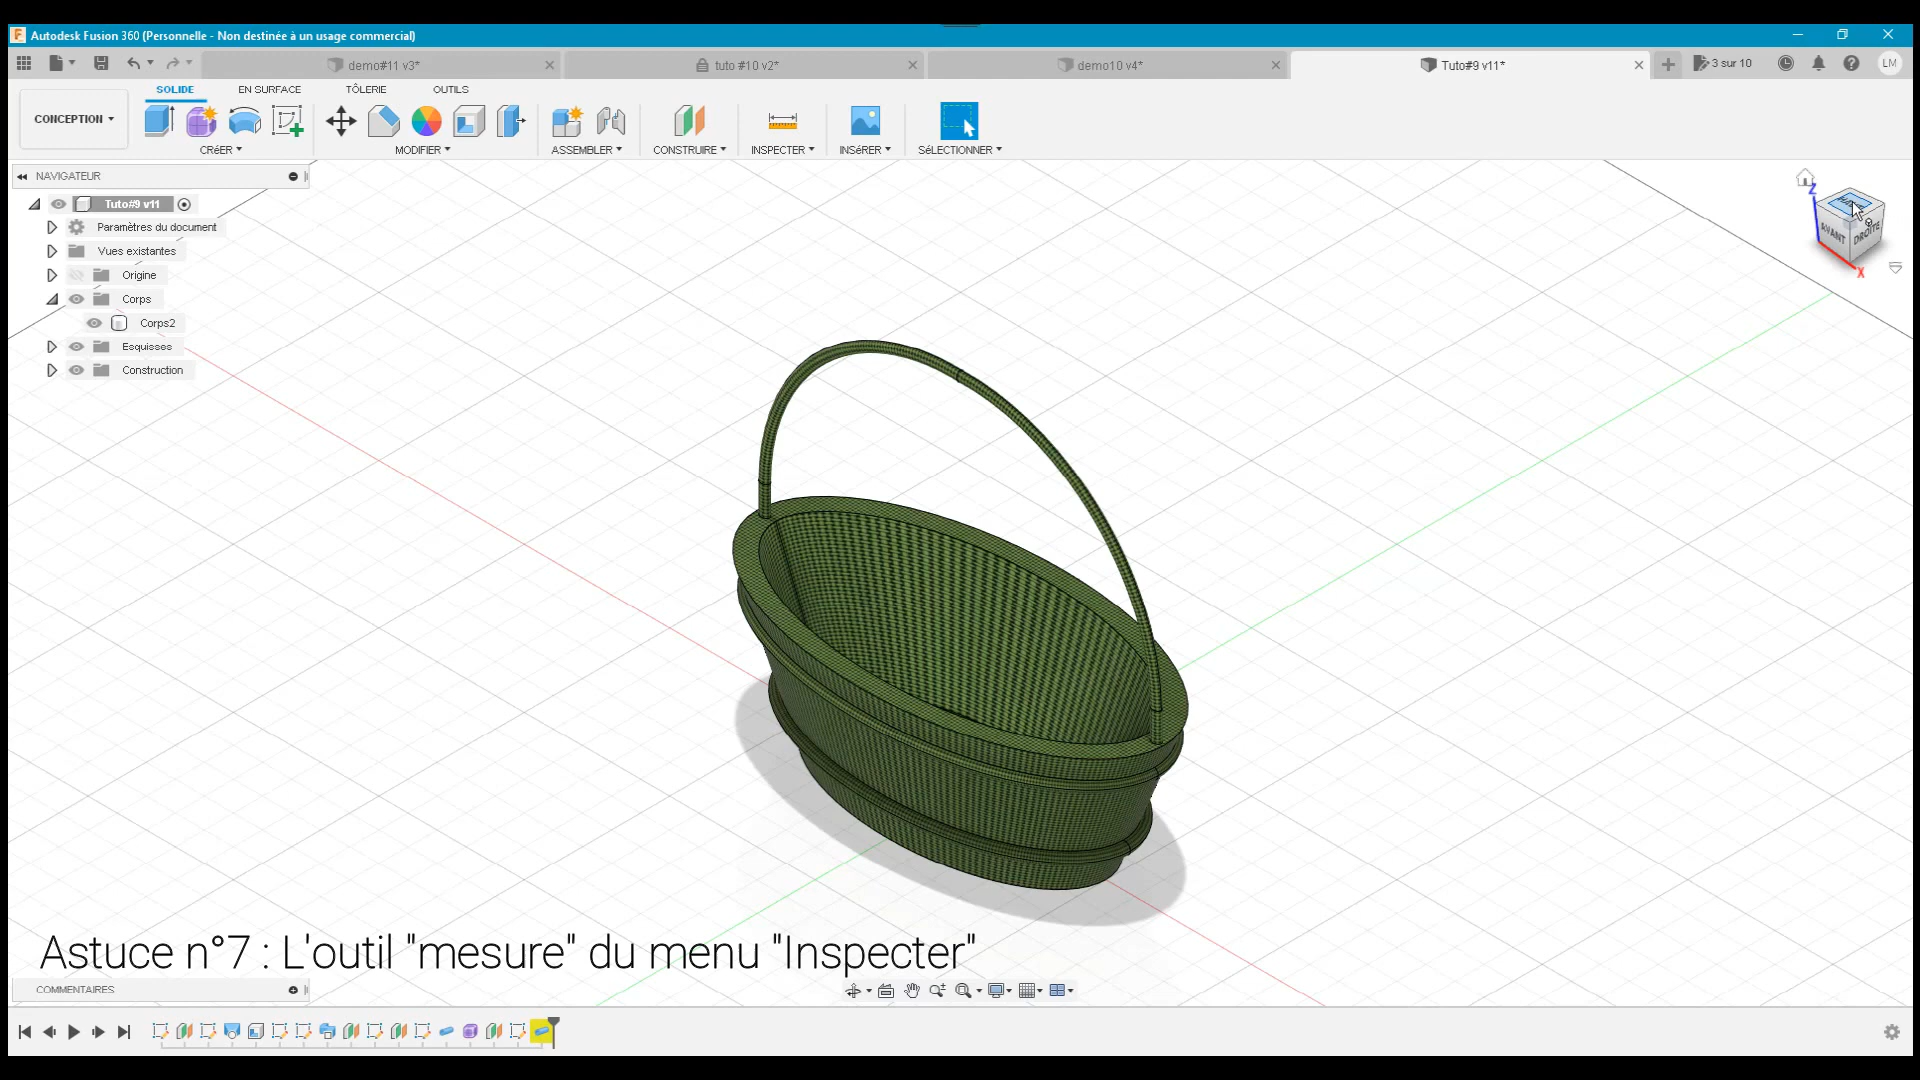 Autodesk Fusion 360 (Personnelle - Non destinée à un usage commercial)
demo#11 v3*
tuto #10 v2*
demo10 v4*
Tuto#9 v11*
3 sur 10
LM
SOLIDE
EN SURFACE
TÔLERIE
OUTILS
CONCEPTION
CRéER
MODIFIER
ASSEMBLER
CONSTRUIRE
INSPECTER
INSéRER
SéLECTIONNER
NAVIGATEUR
Tuto#9 v11
Paramètres du document
Vues existantes
Origine
Corps
Corps2
Esquisses
Construction
Z
AVANT
DROITE
X
Astuce n°7 : L'outil "mesure" du menu "Inspecter"
COMMENTAIRES